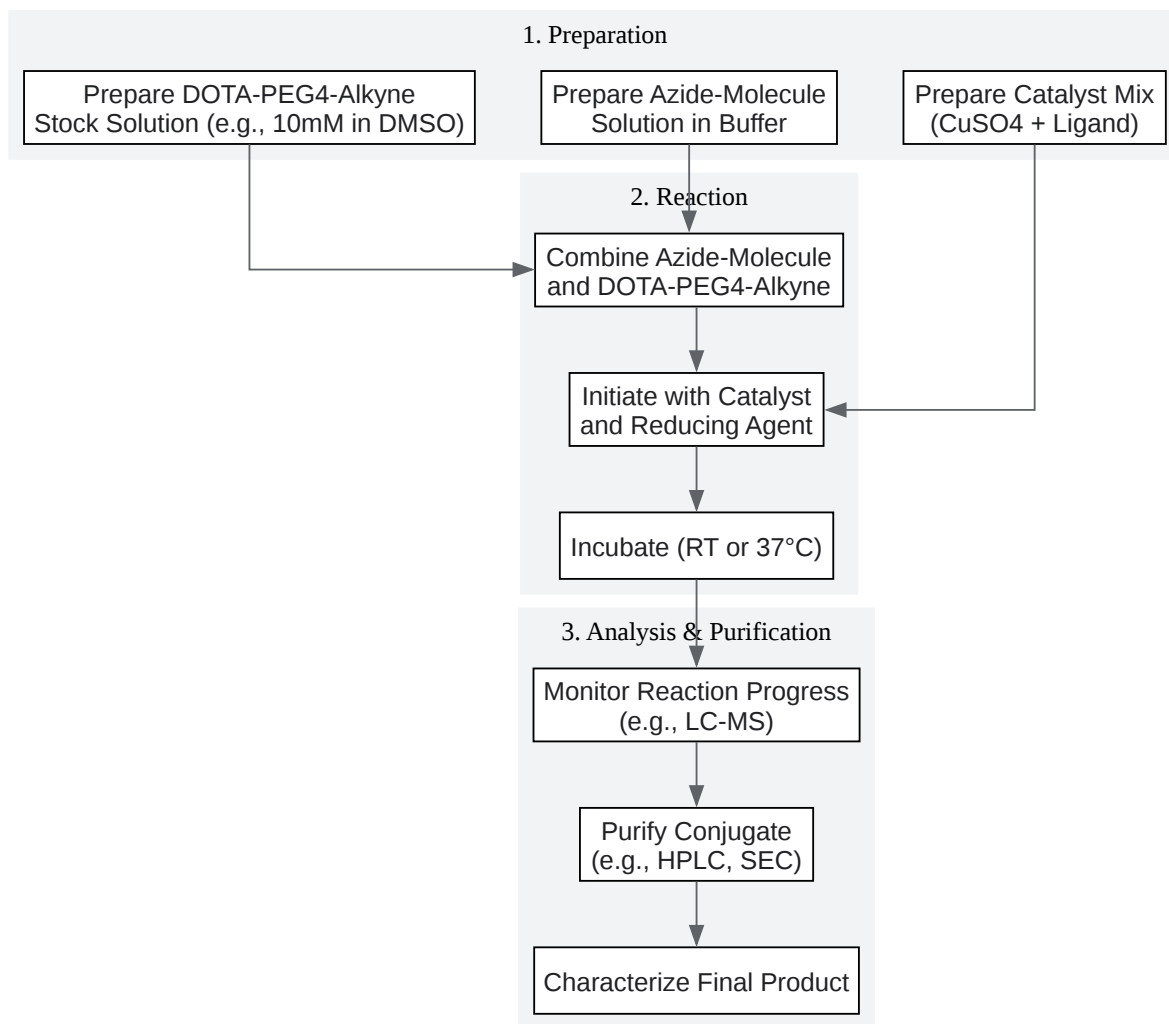 1. Preparation
Prepare DOTA-PEG4-Alkyne
Stock Solution (e.g., 10mM in DMSO)
Prepare Azide-Molecule
Solution in Buffer
Prepare Catalyst Mix
(CuSO4 + Ligand)
2. Reaction
Combine Azide-Molecule
and DOTA-PEG4-Alkyne
Initiate with Catalyst
and Reducing Agent
Incubate (RT or 37°C)
3. Analysis & Purification
Monitor Reaction Progress
(e.g., LC-MS)
Purify Conjugate
(e.g., HPLC, SEC)
Characterize Final Product